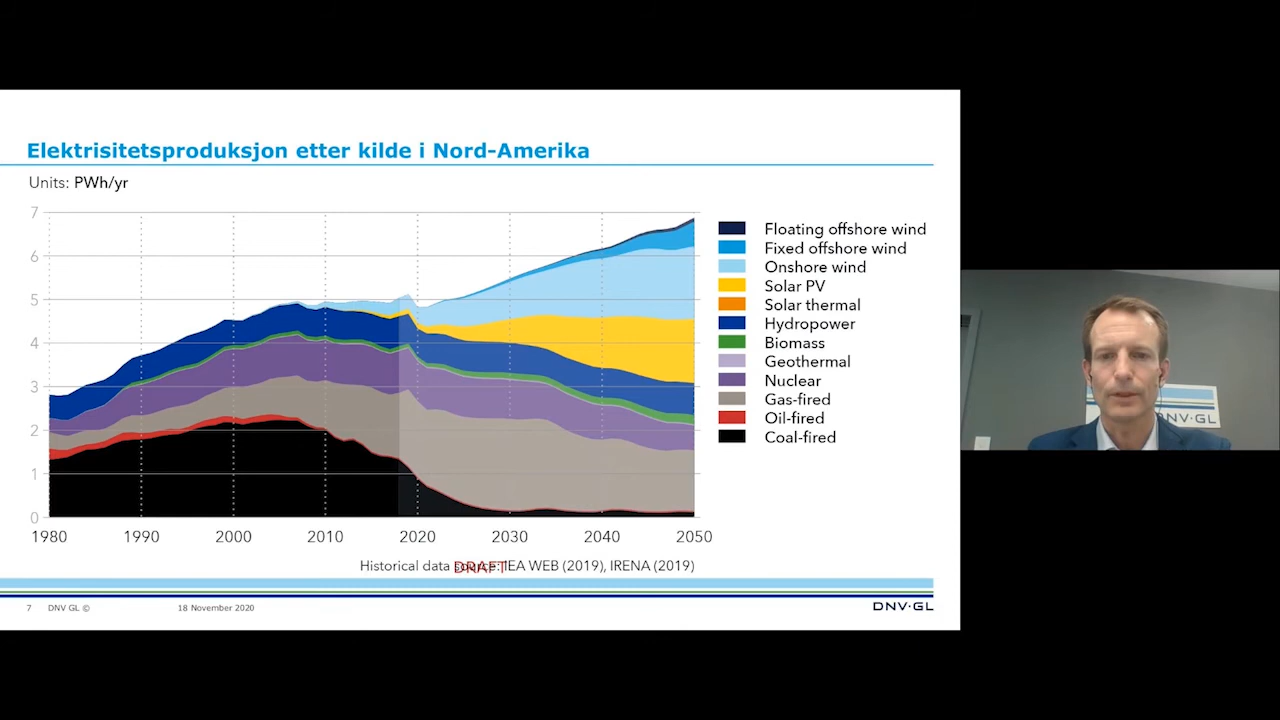 Elektrisitetsproduksjon etter kilde i Nord-Amerika
Units: PWh/yr
7
6
5
4
3
2
1
0
1980 1990 2000 2010 2020 2030 2040 2050
Floating offshore wind
Fixed offshore wind
Onshore wind
Solar PV
Solar thermal
Hydropower
Biomass
Geothermal
Nuclear
Gas-fired
Oil-fired
Coal-fired
Historical data source: IEA WEB (2019), IRENA (2019)
DRAFT
7 DNV GL © 18 November 2020
DNV·GL
DNV·GL